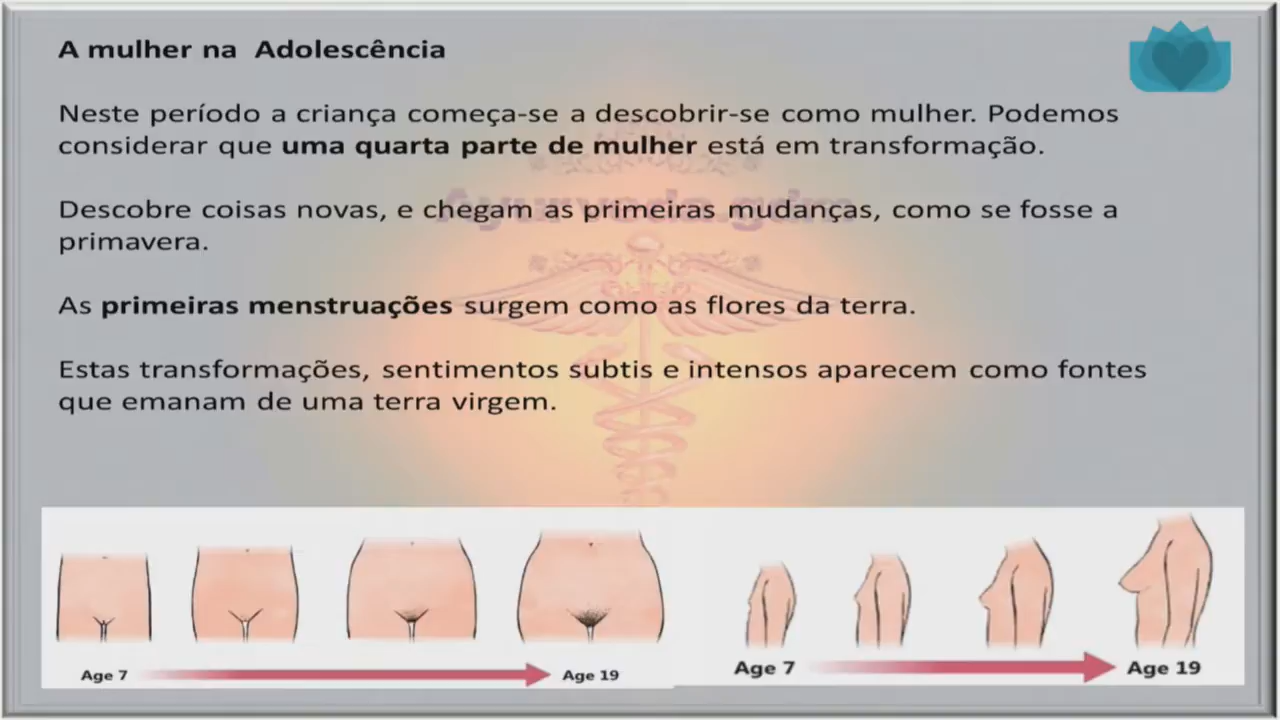 A mulher na Adolescência
Neste período a criança começa-se a descobrir-se como mulher. Podemos
considerar que uma quarta parte de mulher está em transformação.
Descobre coisas novas, e chegam as primeiras mudanças, como se fosse a
primavera.
As primeiras menstruações surgem como as flores da terra.
Estas transformações, sentimentos subtis e intensos aparecem como fontes
que emanam de uma terra virgem.
Ayurveda.gdm
Age 7
Age 19
Age 7
Age 19